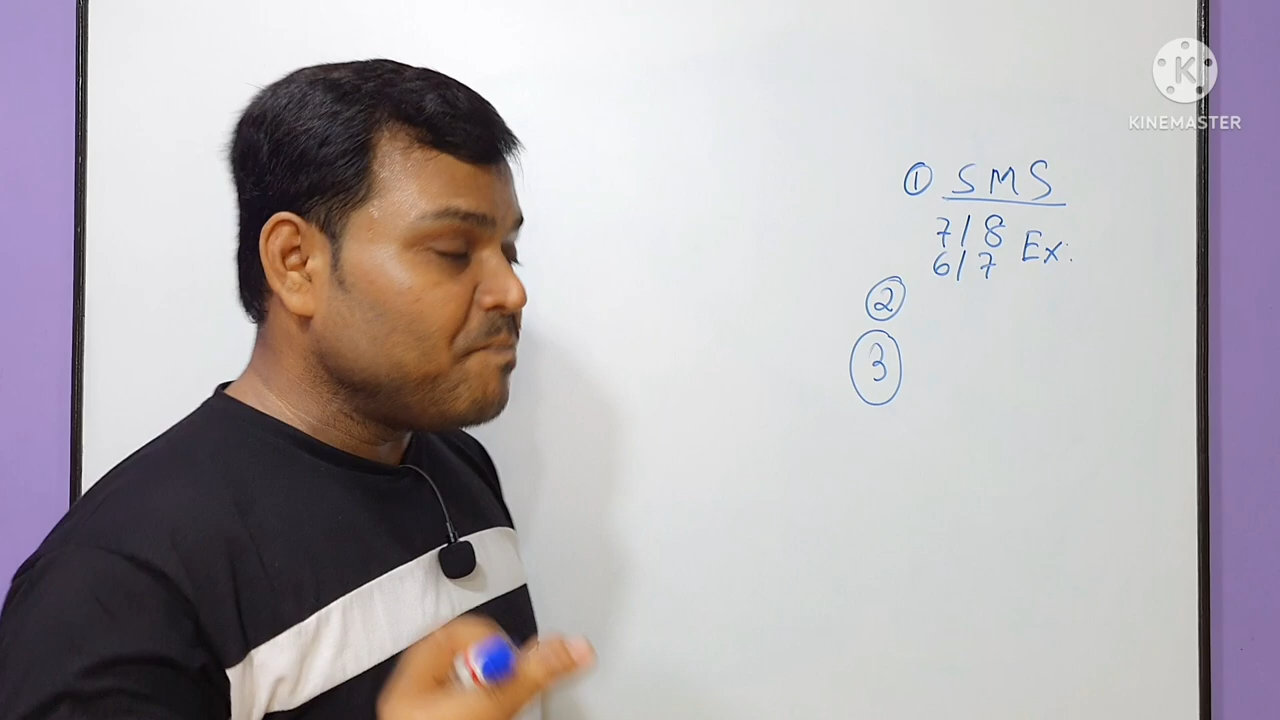 KINEMASTER
① SMS
7/8
6/7 Ex:
②
③